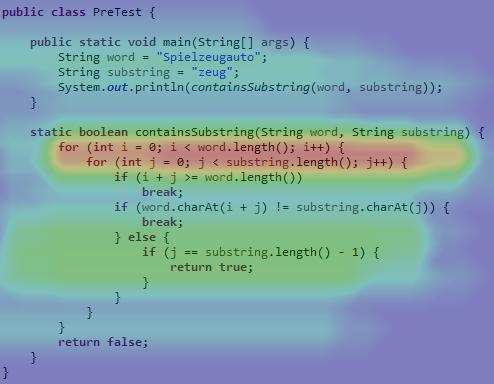 public class PreTest {
public static void main(String[] args) {
String word = "Spielzeugauto";
String substring = "zeug";
System.out.println(containsSubstring(word, substring));
}
static boolean containsSubstring(String word, String substring) {
for (int i = 0; i < word.length(); i++) {
for (int j = 0; j < substring.length(); j++) {
if (i + j >= word.length())
break;
if (word.charAt(i + j) != substring.charAt(j)) {
break;
} else {
if (j == substring.length() - 1) {
return true;
}
}
}
}
return false;
}
}